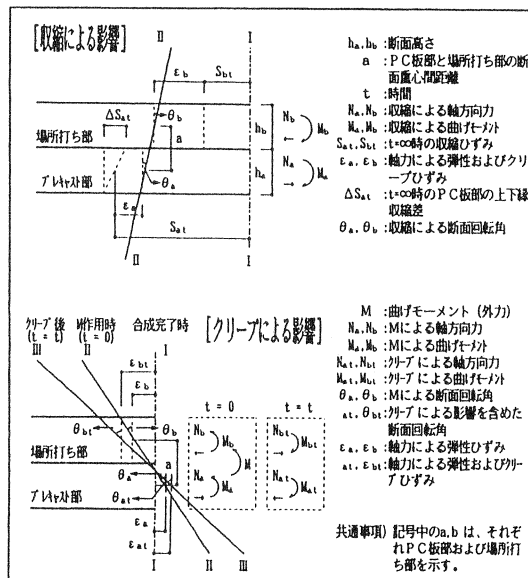 [収縮による影響]
II
I
ε_b
S_bt
ΔS_at
θ_b
a
N_b
M_b
h_b
場所打ち部
プレキャスト部
θ_a
N_a
M_a
h_a
ε_a
S_at
II
I
h_a, h_b :断面高さ
a :PC板部と場所打ち部の断面重心間距離
t :時間
N_a, N_b :収縮による軸方向力
M_a, M_b :収縮による曲げモーメント
S_at, S_bt :t=∞時の収縮ひずみ
ε_a, ε_b :軸力による弾性およびクリープひずみ
ΔS_at :t=∞時のPC板部の上下縁収縮差
θ_a, θ_b :収縮による断面回転角
クリープ後 M作用時 合成完了時
(t = t) (t = 0)
III II I
[クリープによる影響]
ε_bt
ε_b
t = 0
t = t
θ_bt
θ_b
場所打ち部
プレキャスト部
a
θ_a
θ_at
N_b M_b
M
N_a M_a
N_bt M_bt
N_at M_at
ε_a
ε_at
I II III
M :曲げモーメント (外力)
N_a, N_b :Mによる軸方向力
M_a, M_b :Mによる曲げモーメント
N_at, N_bt :クリープによる軸方向力
M_at, M_bt :クリープによる曲げモーメント
θ_a, θ_b :Mによる断面回転角
at, θ_bt :クリープによる影響を含めた
断面回転角
ε_a, ε_b :軸力による弾性ひずみ
at, ε_bt :軸力による弾性およびクリー
プひずみ
共通事項) 記号中のa,b は、それぞ
れPC板部および場所打
ち部を示す。